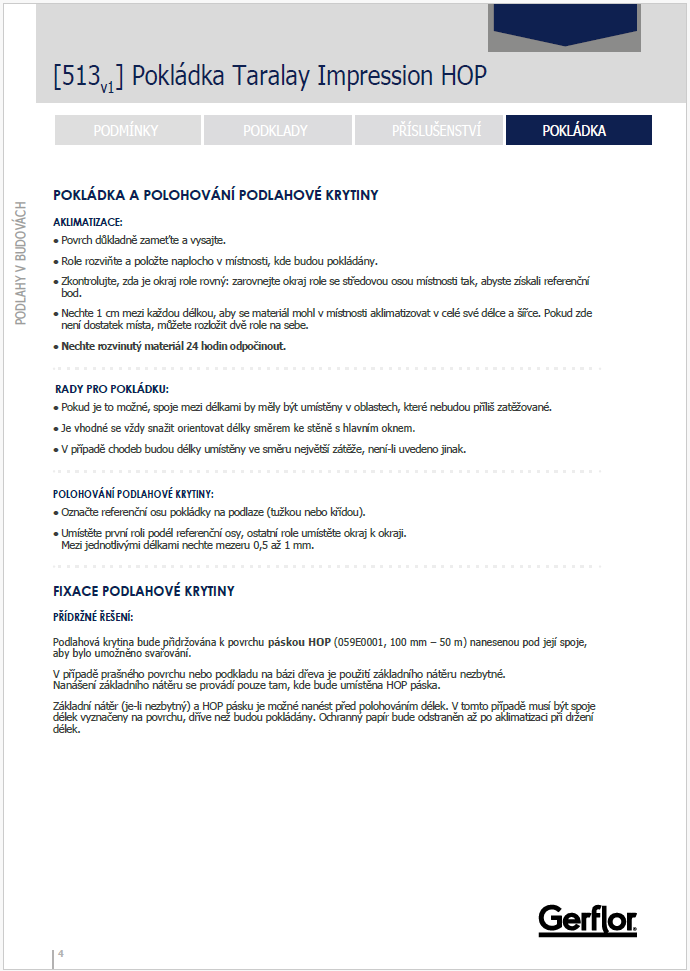 [513v1] Pokládka Taralay Impression HOP
PODMÍNKY
PODKLADY
PŘÍSLUŠENSTVÍ
POKLÁDKA
PODLAHY V BUDOVÁCH
POKLÁDKA A POLOHOVÁNÍ PODLAHOVÉ KRYTINY
AKLIMATIZACE:
• Povrch důkladně zameťte a vysajte.
• Role rozviňte a položte naplocho v místnosti, kde budou pokládány.
• Zkontrolujte, zda je okraj role rovný: zarovnejte okraj role se středovou osou místnosti tak, abyste získali referenční
bod.
• Nechte 1 cm mezi každou délkou, aby se materiál mohl v místnosti aklimatizovat v celé své délce a šířce. Pokud zde
není dostatek místa, můžete rozložit dvě role na sebe.
• Nechte rozvinutý materiál 24 hodin odpočinout.
RADY PRO POKLÁDKU:
• Pokud je to možné, spoje mezi délkami by měly být umístěny v oblastech, které nebudou příliš zatěžované.
• Je vhodné se vždy snažit orientovat délky směrem ke stěně s hlavním oknem.
• V případě chodeb budou délky umístěny ve směru největší zátěže, není-li uvedeno jinak.
POLOHOVÁNÍ PODLAHOVÉ KRYTINY:
• Označte referenční osu pokládky na podlaze (tužkou nebo křídou).
• Umístěte první roli podél referenční osy, ostatní role umístěte okraj k okraji.
Mezi jednotlivými délkami nechte mezeru 0,5 až 1 mm.
FIXACE PODLAHOVÉ KRYTINY
PŘÍDRŽNÉ ŘEŠENÍ:
Podlahová krytina bude přidržována k povrchu páskou HOP (059E0001, 100 mm – 50 m) nanesenou pod její spoje,
aby bylo umožněno svařování.
V případě prašného povrchu nebo podkladu na bázi dřeva je použití základního nátěru nezbytné.
Nanášení základního nátěru se provádí pouze tam, kde bude umístěna HOP páska.
Základní nátěr (je-li nezbytný) a HOP pásku je možné nanést před polohováním délek. V tomto případě musí být spoje
délek vyznačeny na povrchu, dříve než budou pokládány. Ochranný papír bude odstraněn až po aklimatizaci při držení
délek.
Gerflor®
4